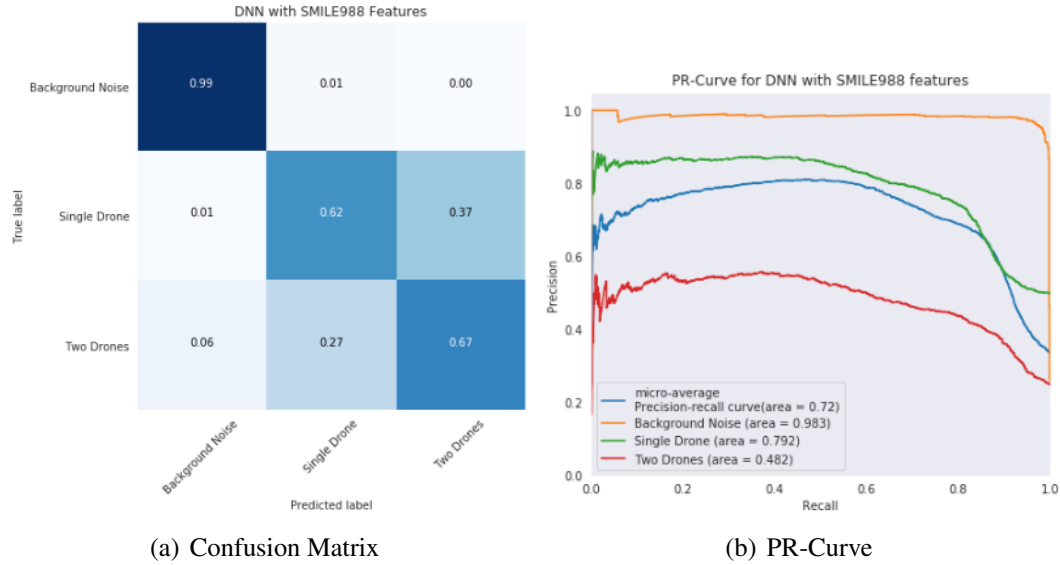 DNN with SMILE988 Features
Background Noise
0.99
0.01
0.00
Single Drone
0.01
0.62
0.37
Two Drones
0.06
0.27
0.67
True label
Background Noise
Single Drone
Two Drones
Predicted label
(a) Confusion Matrix
PR-Curve for DNN with SMILE988 features
1.0
0.8
0.6
0.4
0.2
0.0
Precision
micro-average
Precision-recall curve(area = 0.72)
Background Noise (area = 0.983)
Single Drone (area = 0.792)
Two Drones (area = 0.482)
0.0
0.2
0.4
0.6
0.8
1.0
Recall
(b) PR-Curve